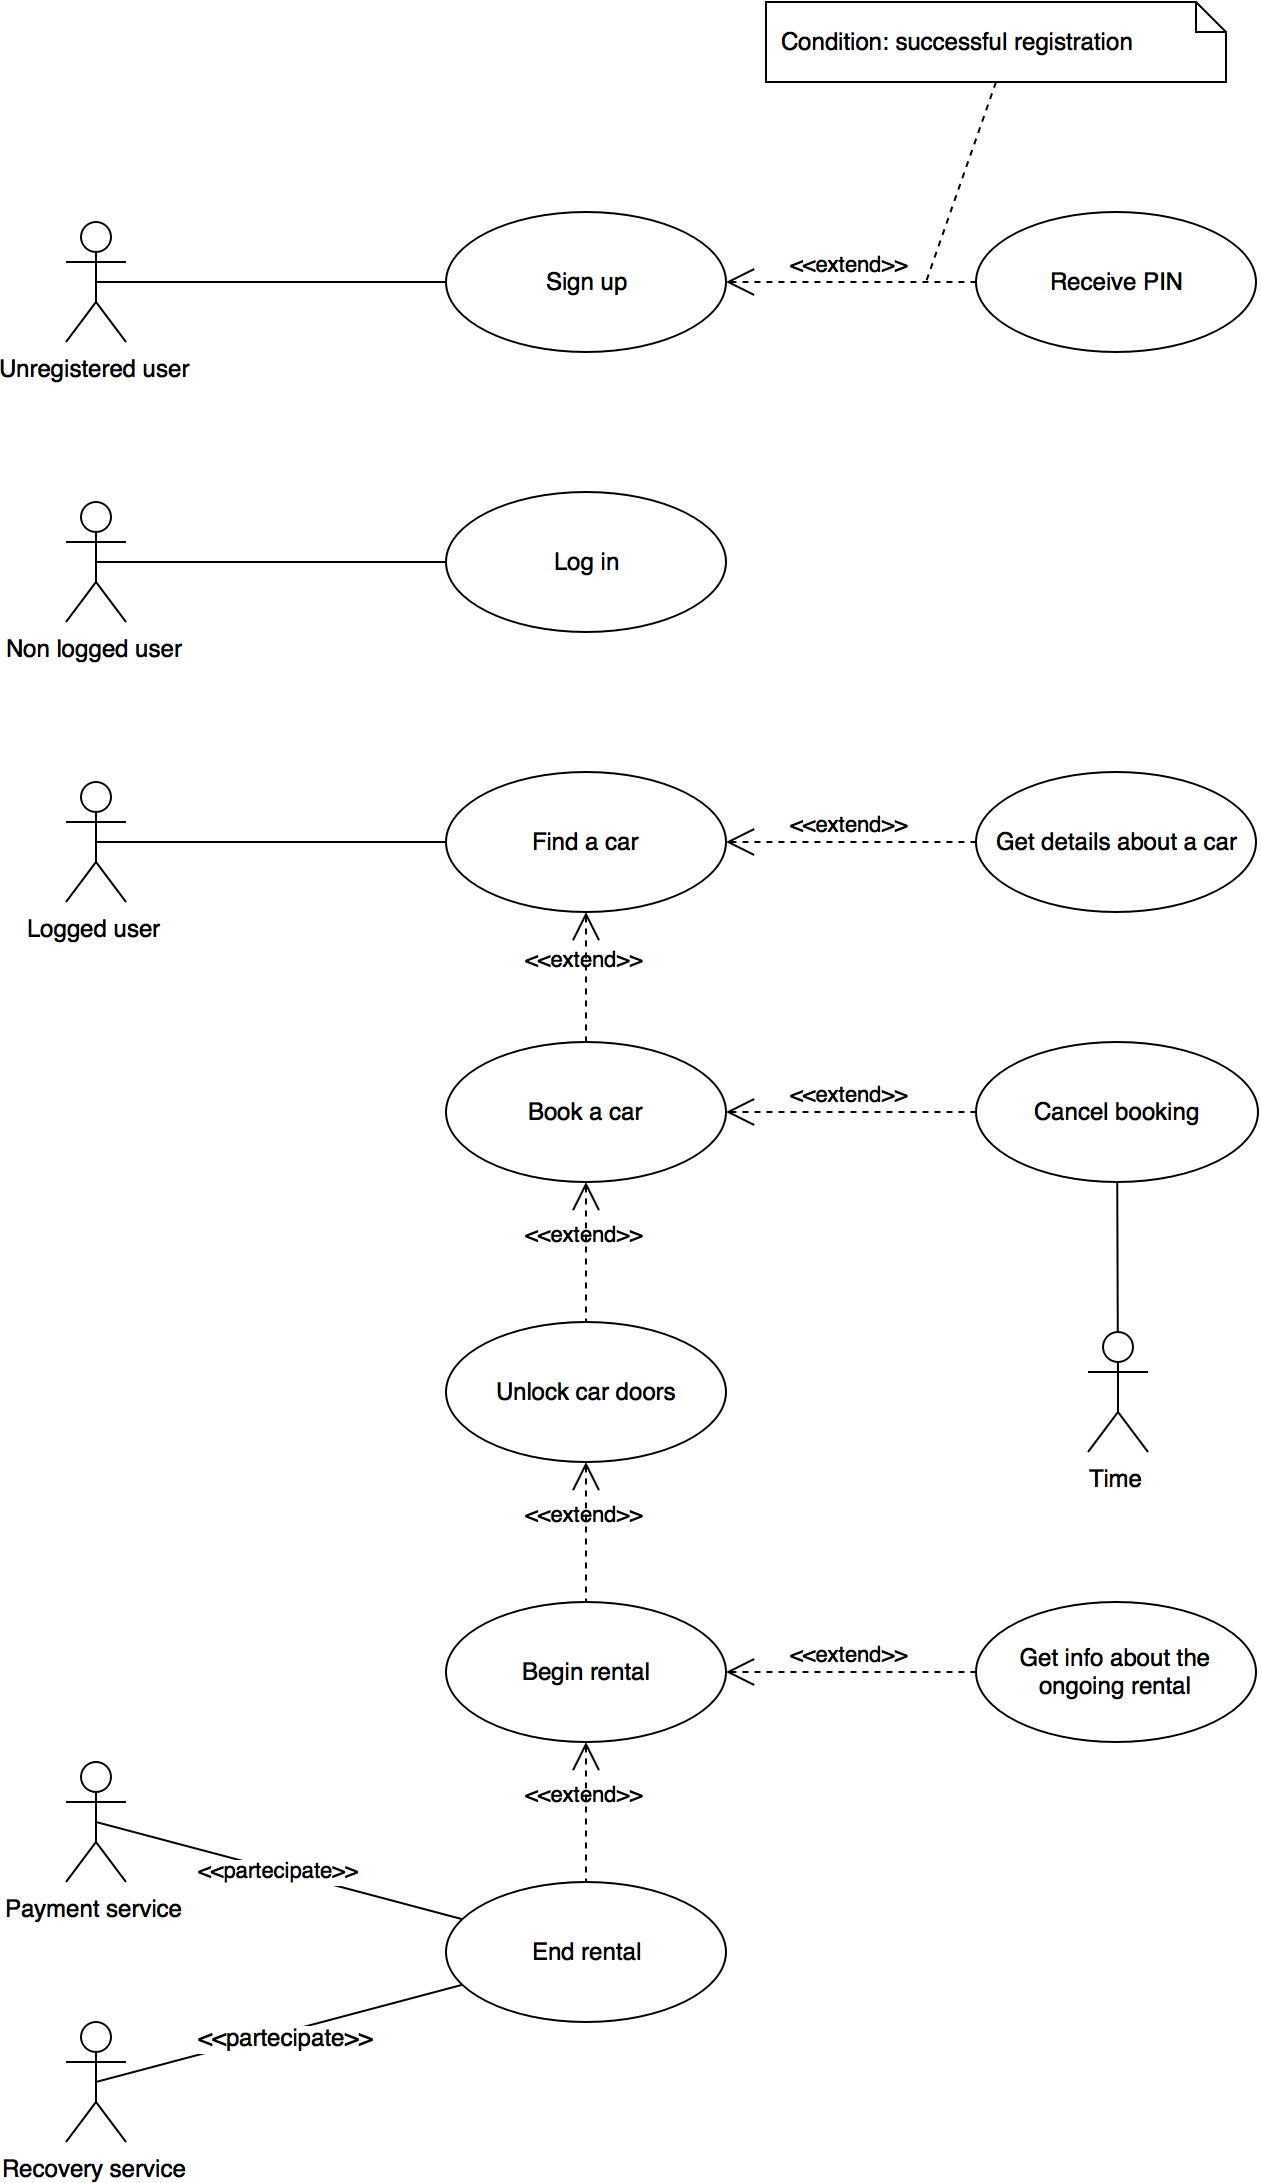 Condition: successful registration
<<extend>>
Sign up
Receive PIN
Unregistered user
Log in
Non logged user
<<extend>>
Find a car
Get details about a car
Logged user
<<extend>>
<<extend>>
Book a car
Cancel booking
<<extend>>
Unlock car doors
Time
<<extend>>
<<extend>>
Get info about the
Begin rental
ongoing rental
<<extend>>
<<partecipate>>
Payment service
End rental
<<partecipate>>
Recovery service